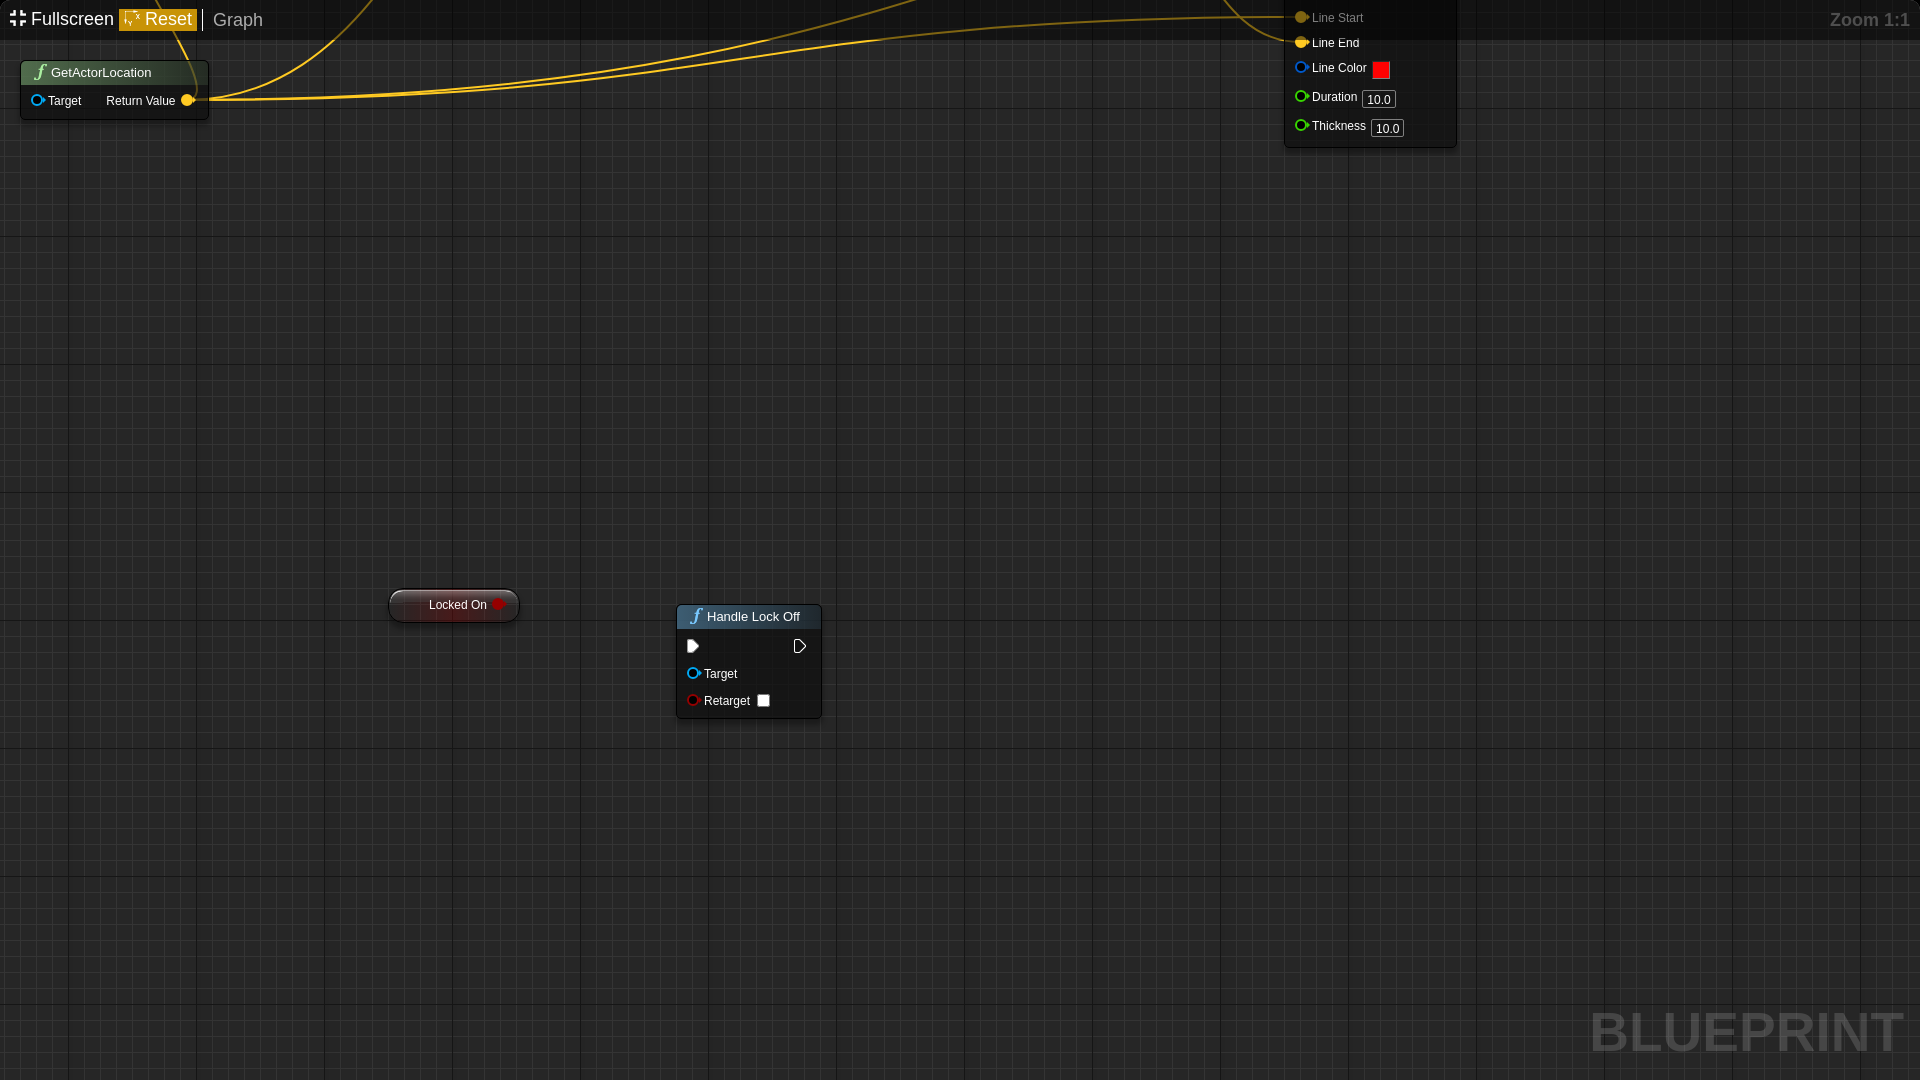 Fullscreen Reset Graph
Zoom 1:1
Line Start
Line End
Line Color
Duration 10.0
Thickness 10.0
GetActorLocation
Target Return Value
Locked On
Handle Lock Off
Target
Retarget
BLUEPRINT